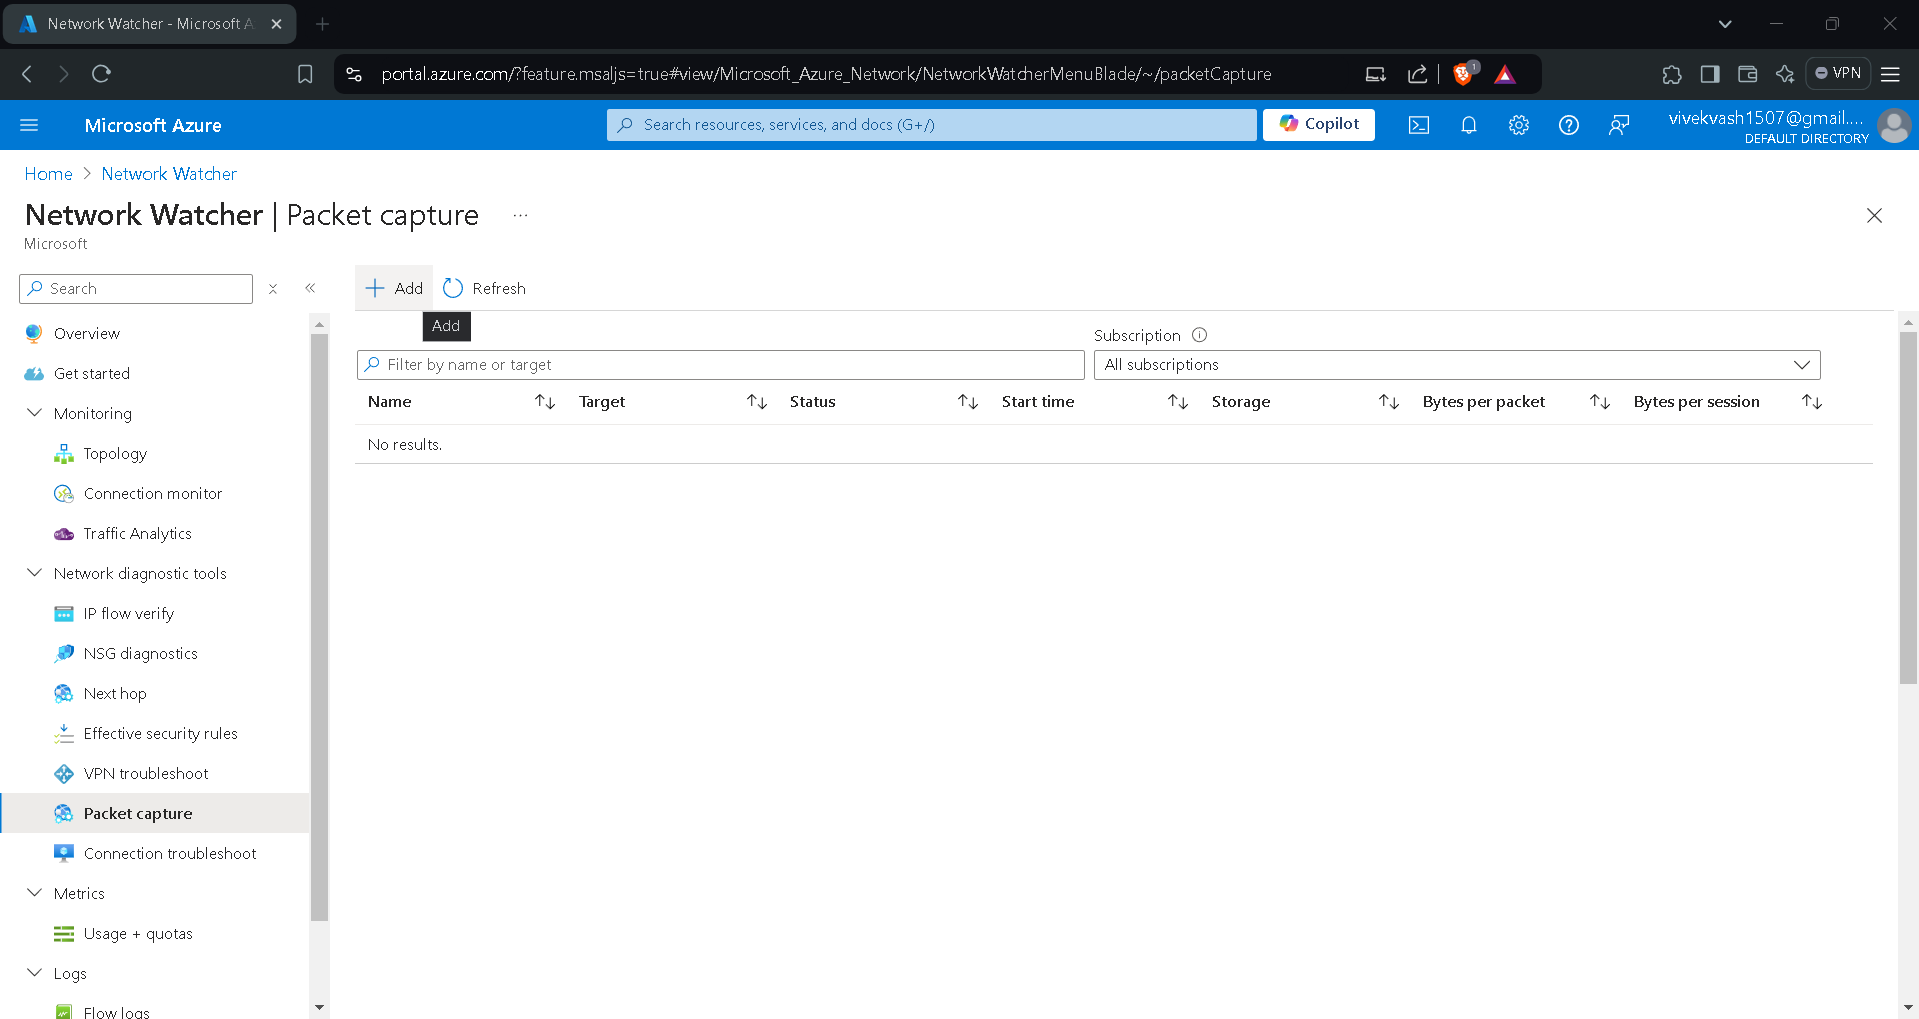 Network Watcher - Microsoft A
portal.azure.com/?feature.msaljs=true#view/Microsoft_Azure_Network/NetworkWatcherMenuBlade/~/packetCapture
1
VPN
Microsoft Azure
Search resources, services, and docs (G+/)
Copilot
vivekvash1507@gmail....
DEFAULT DIRECTORY
Home > Network Watcher
Network Watcher | Packet capture ...
Microsoft
Search
Add
Refresh
Overview
Add
Subscription
Filter by name or target
All subscriptions
Get started
Name
Target
Status
Start time
Storage
Bytes per packet
Bytes per session
Monitoring
No results.
Topology
Connection monitor
Traffic Analytics
Network diagnostic tools
IP flow verify
NSG diagnostics
Next hop
Effective security rules
VPN troubleshoot
Packet capture
Connection troubleshoot
Metrics
Usage + quotas
Logs
Flow logs